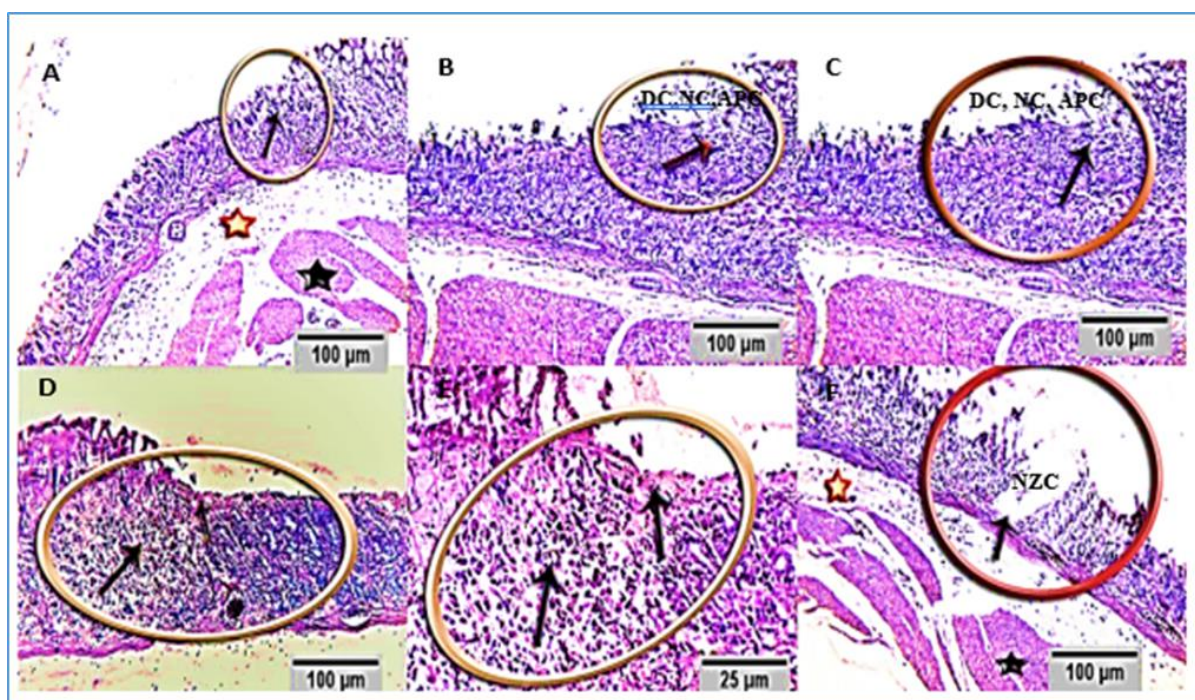 A
B
C
DC, NC, APC
DC, NC, APC
100 µm
100 µm
100 µm
D
E
F
NZC
100 µm
25 µm
100 µm